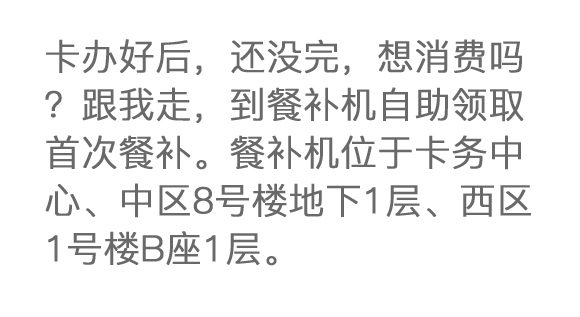 卡办好后，还没完，想消费吗
？跟我走，到餐补机自助领取
首次餐补。餐补机位于卡务中
心、中区8号楼地下1层、西区
1号楼B座1层。